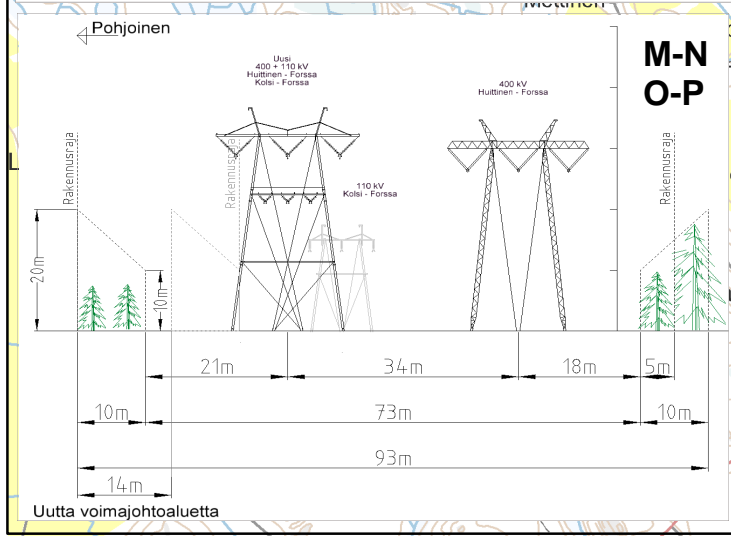 Mettinen
Pohjoinen
M-N
O-P
Uusi
400 + 110 kV
Huittinen - Forssa
Kolsi - Forssa
400 kV
Huittinen - Forssa
Rakennusraja
Rakennusraja
Rakennusraja
110 kV
Kolsi - Forssa
20m
10m
21m
34m
18m
5m
10m
73m
10m
93m
14m
Uutta voimajohtoaluetta